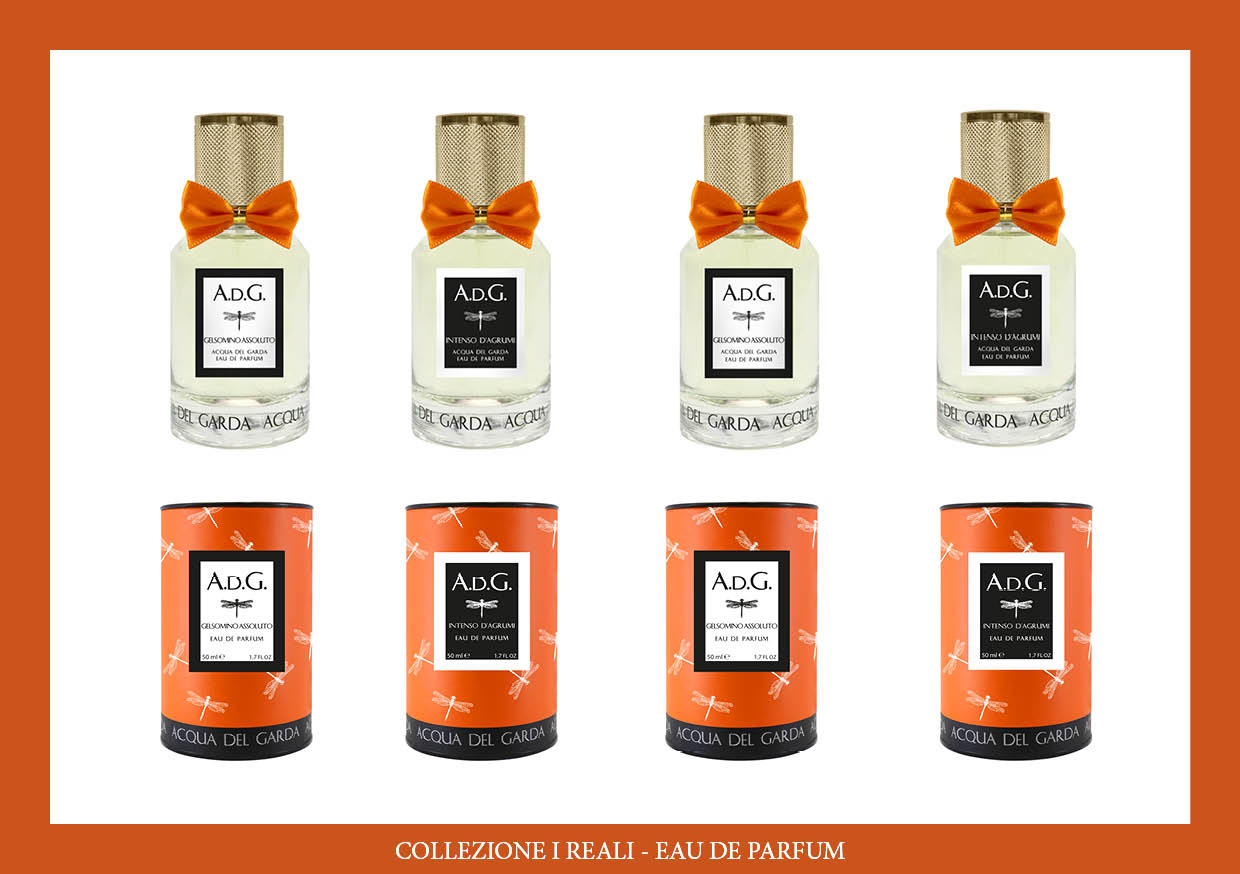 A.D.G.
GELSOMINO ASSOLUTO
ACQUA DEL GARDA
EAU DE PARFUM
DEL GARDA ACQUA
A.D.G.
INTENSO D'AGRUMI
ACQUA DEL GARDA
EAU DE PARFUM
DEL GARDA ACQUA
A.D.G.
GELSOMINO ASSOLUTO
ACQUA DEL GARDA
EAU DE PARFUM
DEL GARDA ACQUA
A.D.G.
INTENSO D'AGRUMI
ACQUA DEL GARDA
EAU DE PARFUM
DEL GARDA ACQUA
A.D.G.
GELSOMINO ASSOLUTO
EAU DE PARFUM
50 ml ℮ 1,7 FL OZ
ACQUA DEL GARDA
A.D.G.
INTENSO D'AGRUMI
EAU DE PARFUM
50 ml ℮ 1,7 FL OZ
ACQUA DEL GARDA
A.D.G.
GELSOMINO ASSOLUTO
EAU DE PARFUM
50 ml ℮ 1,7 FL OZ
ACQUA DEL GARDA
A.D.G.
INTENSO D'AGRUMI
EAU DE PARFUM
50 ml ℮ 1,7 FL OZ
ACQUA DEL GARDA
COLLEZIONE I REALI - EAU DE PARFUM